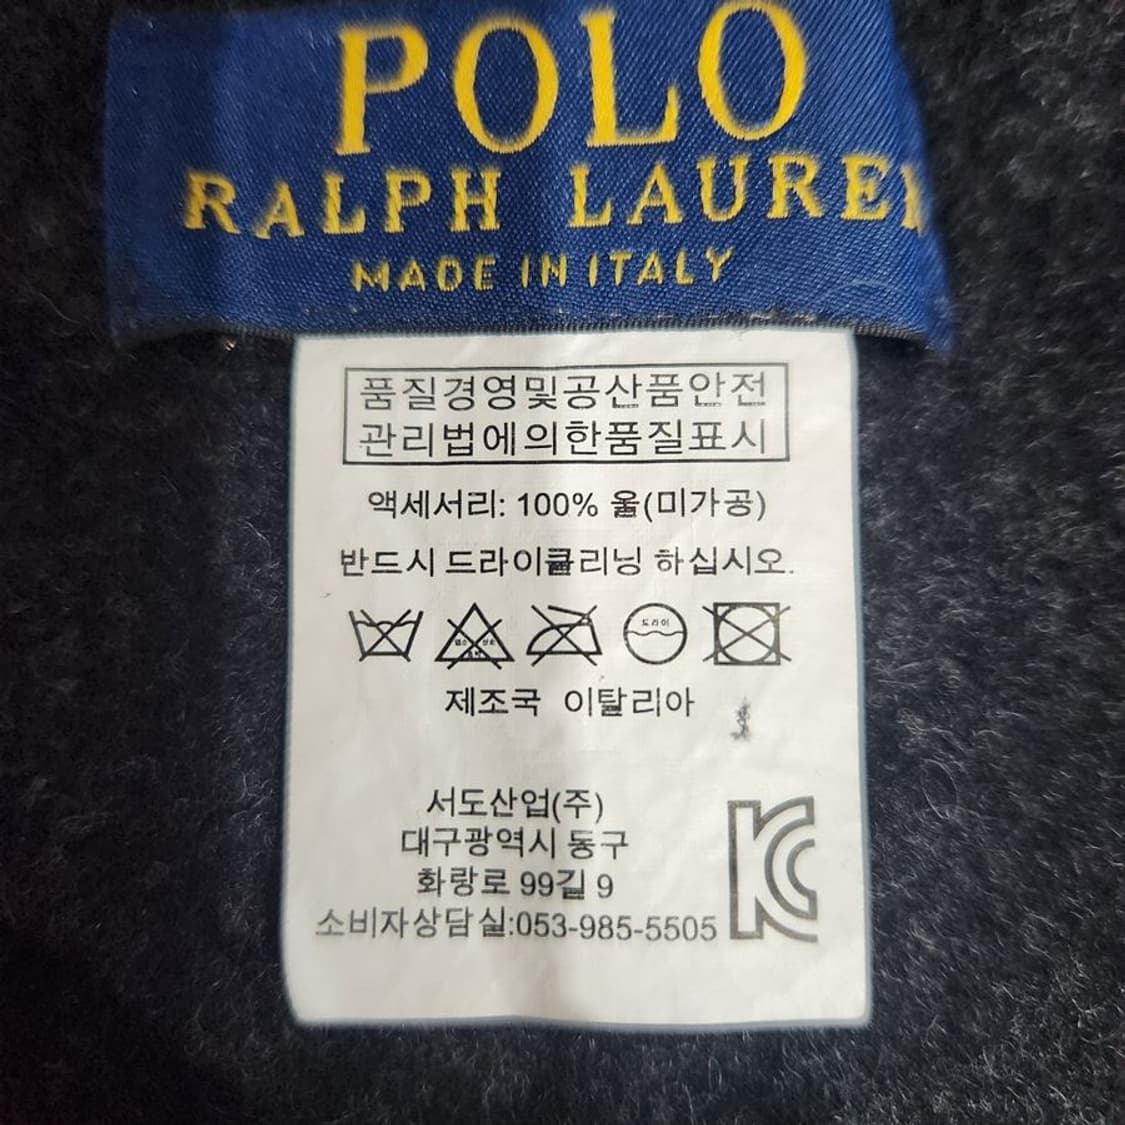 POLO
RALPH LAUREN
MADE IN ITALY
품질경영및공산품안전
관리법에의한품질표시
액세서리: 100% 울(미가공)
반드시 드라이클리닝 하십시오.
드라이
제조국 이탈리아
서도산업(주)
대구광역시 동구
화랑로 99길 9
소비자상담실:053-985-5505